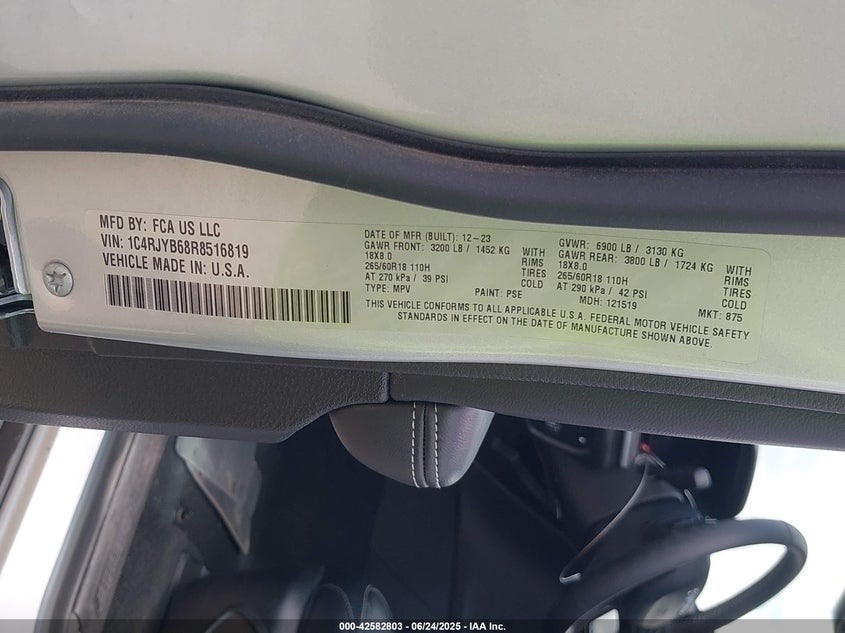 MFD BY: FCA US LLC
VIN: 1C4RJYB68R8516819
VEHICLE MADE IN: U.S.A.
DATE OF MFR (BUILT): 12-23
GAWR FRONT: 3200 LB / 1452 KG WITH
18X8.0 RIMS
265/60R18 110H TIRES
AT 270 kPa / 39 PSI COLD
TYPE: MPV PAINT: PSE
GVWR: 6900 LB / 3130 KG
GAWR REAR: 3800 LB / 1724 KG WITH
18X8.0 RIMS
265/60R18 110H TIRES
AT 290 kPa / 42 PSI COLD
MDH: 121519 MKT: 875
THIS VEHICLE CONFORMS TO ALL APPLICABLE U.S.A. FEDERAL MOTOR VEHICLE SAFETY
STANDARDS IN EFFECT ON THE DATE OF MANUFACTURE SHOWN ABOVE.
000-42582803 - 06/24/2025 - IAA Inc.